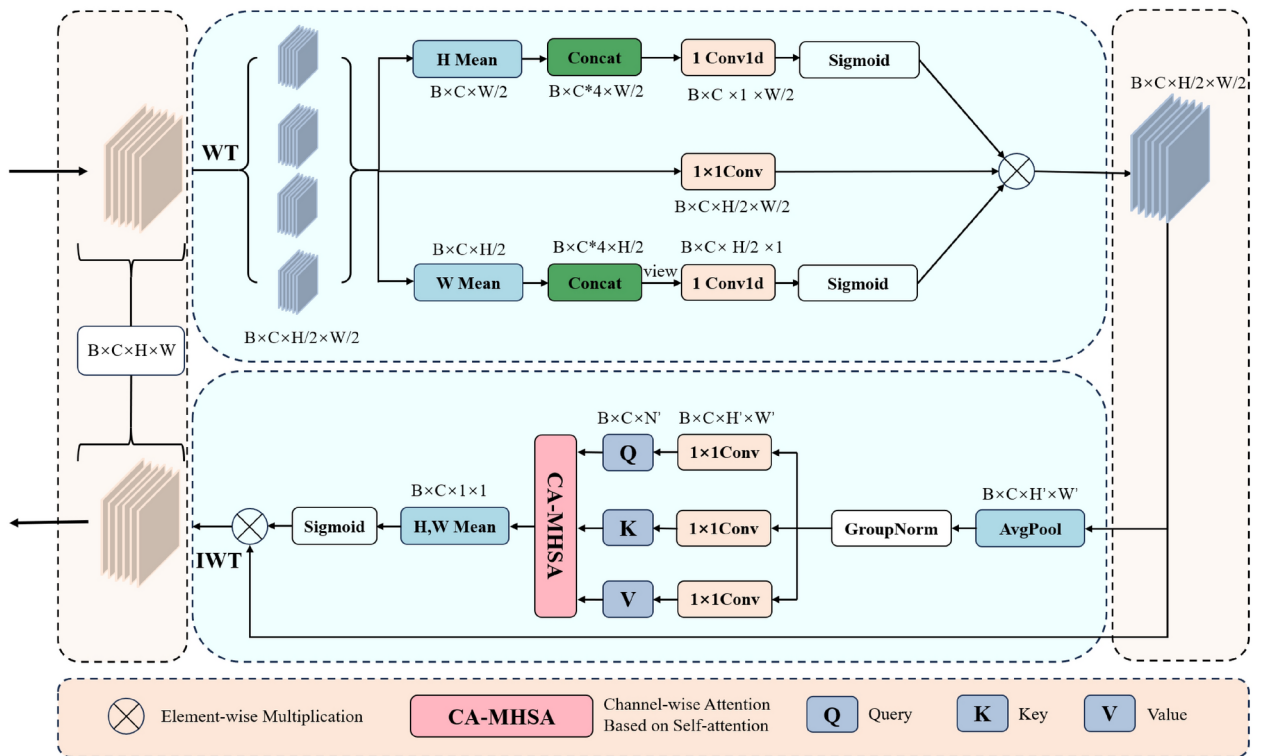 B×C×H/2×W/2
H Mean
Concat
1 Conv1d
Sigmoid
B×C×W/2
B×C*4×W/2
B×C ×1 ×W/2
WT
1×1Conv
B×C×H/2×W/2
B×C×H/2
B×C*4×H/2
B×C× H/2 ×1
W Mean
Concat
view
1 Conv1d
Sigmoid
B×C×H/2×W/2
B×C×H×W
B×C×N'
B×C×H'×W'
Q
1×1Conv
B×C×1×1
B×C×H'×W'
CA-MHSA
Sigmoid
H,W Mean
K
1×1Conv
GroupNorm
AvgPool
IWT
V
1×1Conv
Element-wise Multiplication
CA-MHSA
Channel-wise Attention
Based on Self-attention
Q
Query
K
Key
V
Value